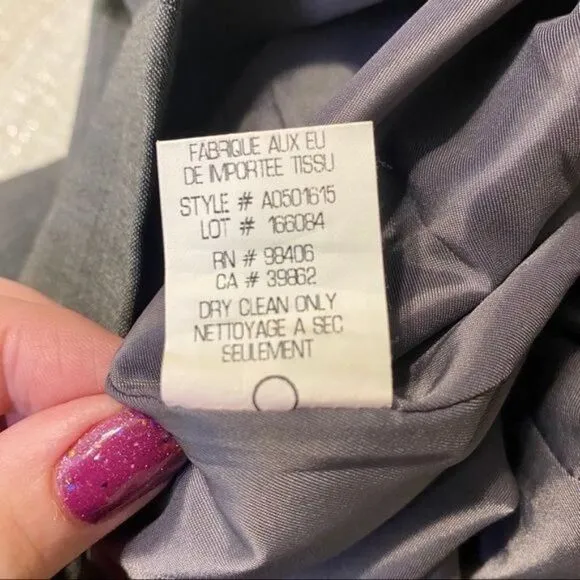 FABRIQUE AUX EU
DE IMPORTEE TISSU
STYLE # A0501615
LOT # 166084
RN # 98406
CA # 39862
DRY CLEAN ONLY
NETTOYAGE A SEC
SEULEMENT